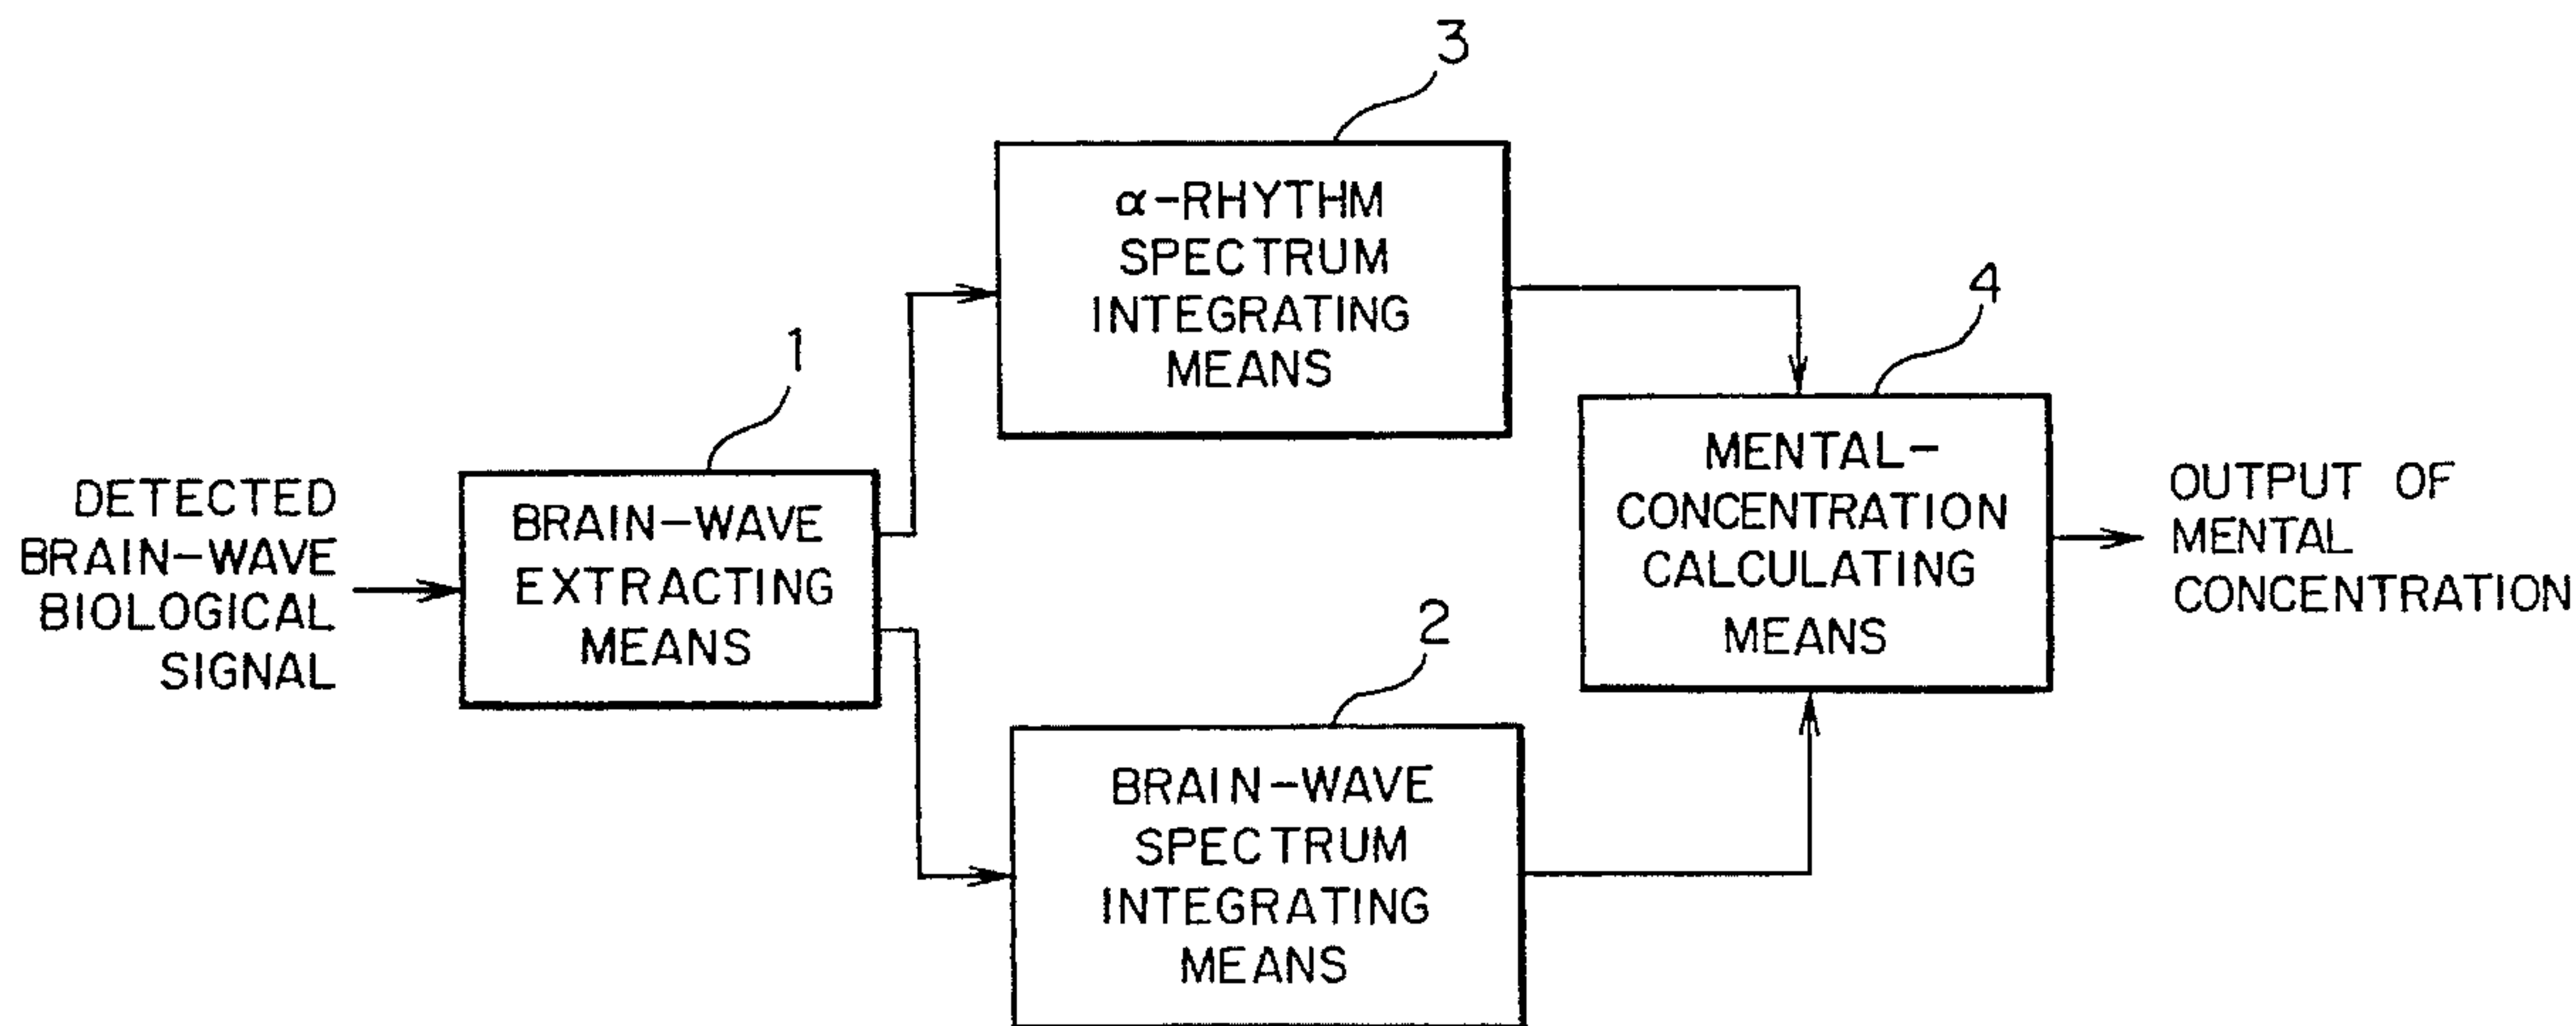 3
α-RHYTHM
SPECTRUM
INTEGRATING
MEANS
4
1
MENTAL-
CONCENTRATION
CALCULATING
MEANS
DETECTED
BRAIN-WAVE
BIOLOGICAL
SIGNAL
BRAIN-WAVE
EXTRACTING
MEANS
OUTPUT OF
MENTAL
CONCENTRATION
2
BRAIN-WAVE
SPECTRUM
INTEGRATING
MEANS